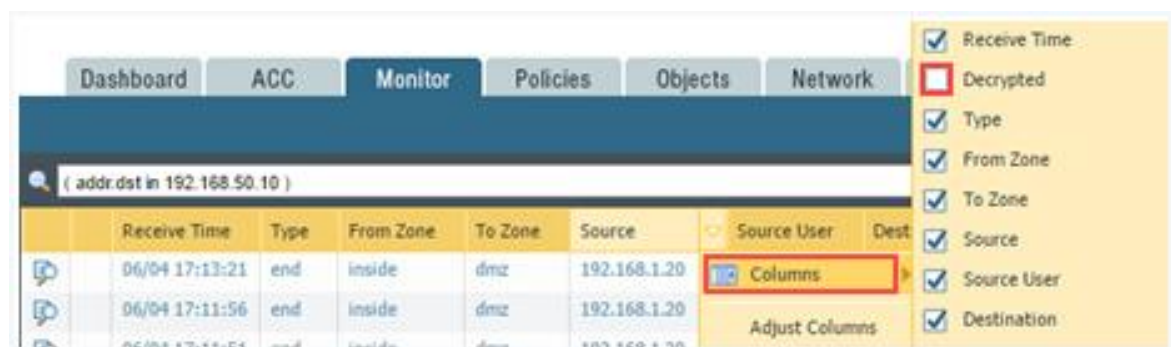 Dashboard ACC Monitor Policies Objects Network
( addr.dst in 192.168.50.10 )
Receive Time Type From Zone To Zone Source Source User Dest
06/04 17:13:21 end inside dmz 192.168.1.20
06/04 17:11:56 end inside dmz 192.168.1.20
Columns
Adjust Columns
Receive Time
Decrypted
Type
From Zone
To Zone
Source
Source User
Destination